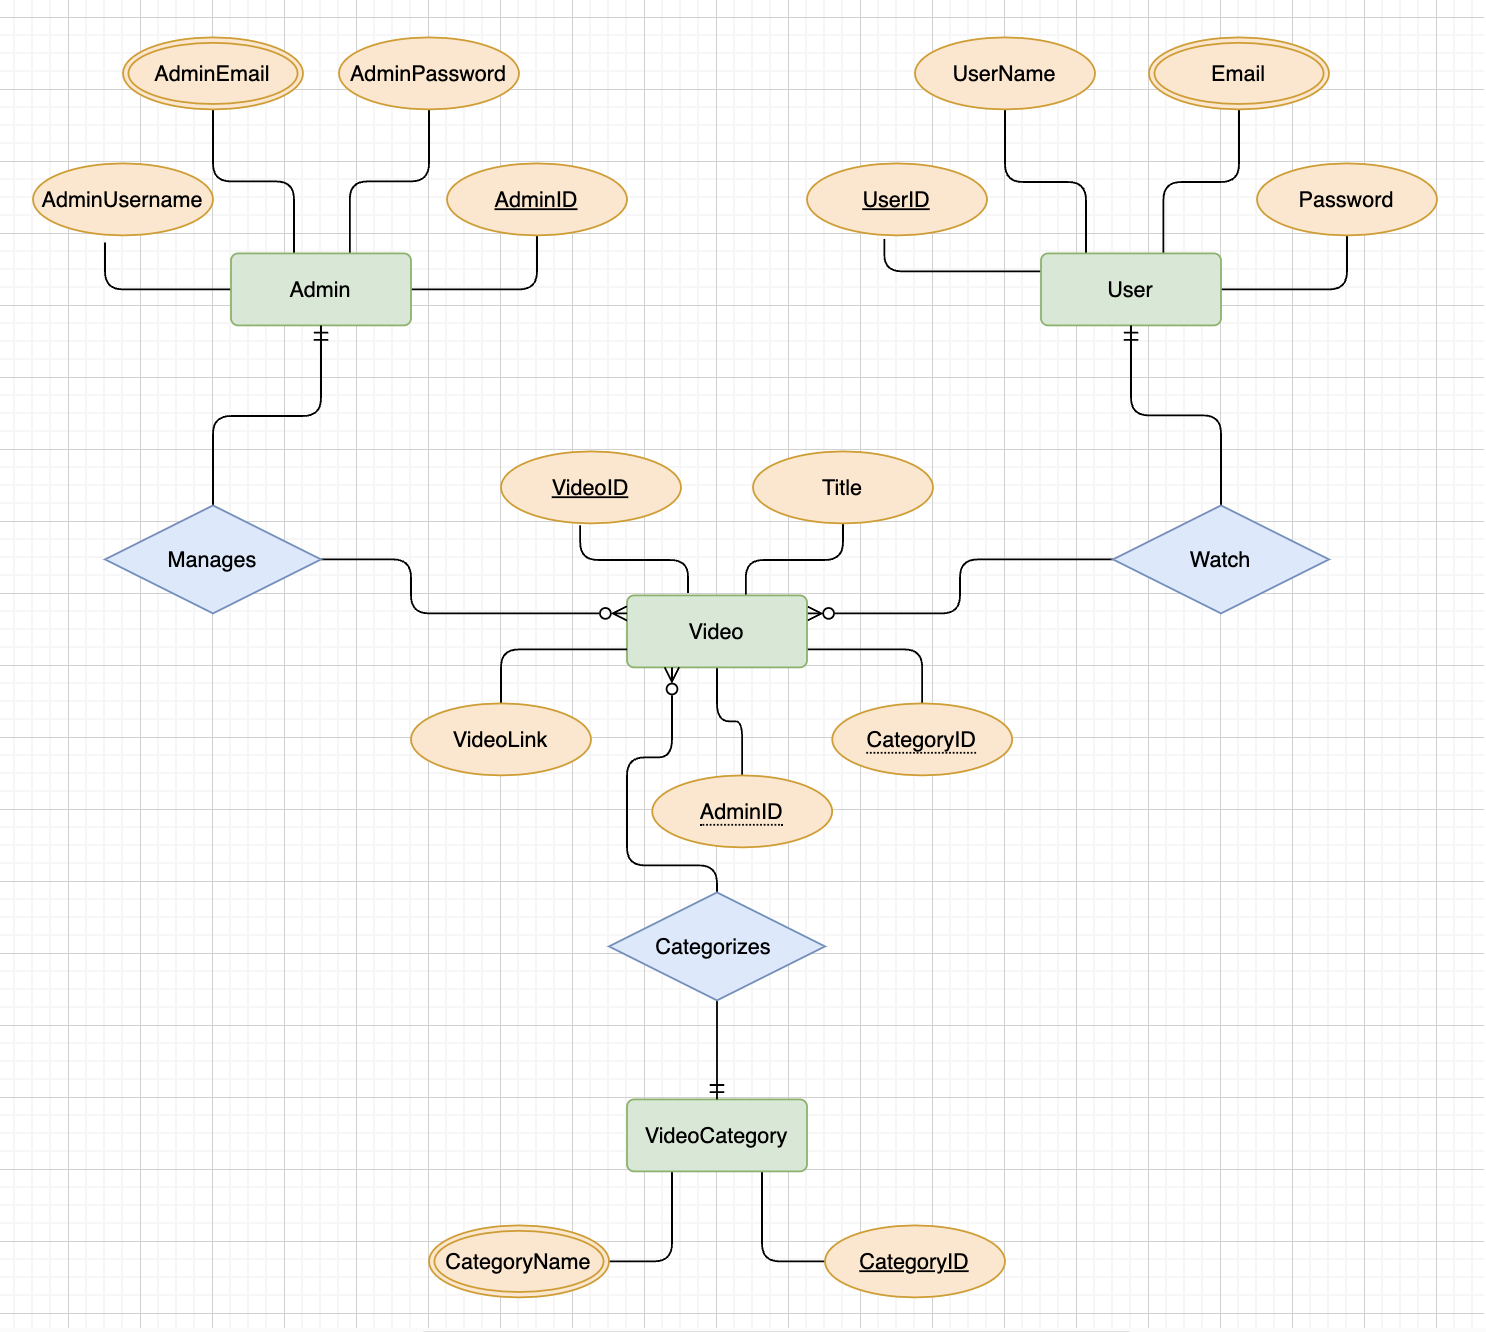 AdminEmail
AdminPassword
UserName
Email
AdminUsername
AdminID
UserID
Password
Admin
User
VideoID
Title
Manages
Watch
Video
VideoLink
CategoryID
AdminID
Categorizes
VideoCategory
CategoryName
CategoryID